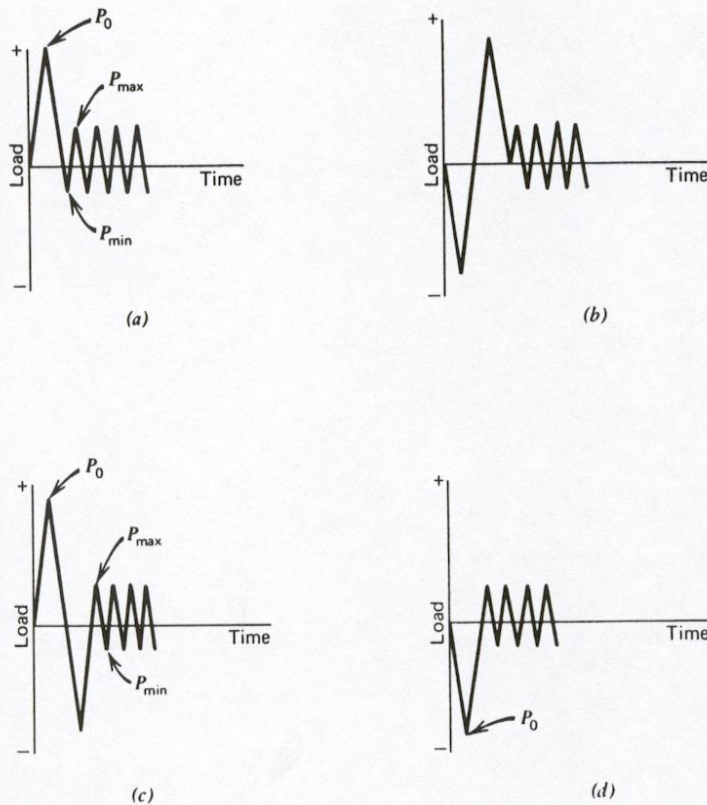 P0
+
Pmax
Load
Time
Pmin
−
(a)
+
Load
Time
−
(b)
P0
+
Pmax
Load
Time
Pmin
−
(c)
+
Load
Time
P0
−
(d)